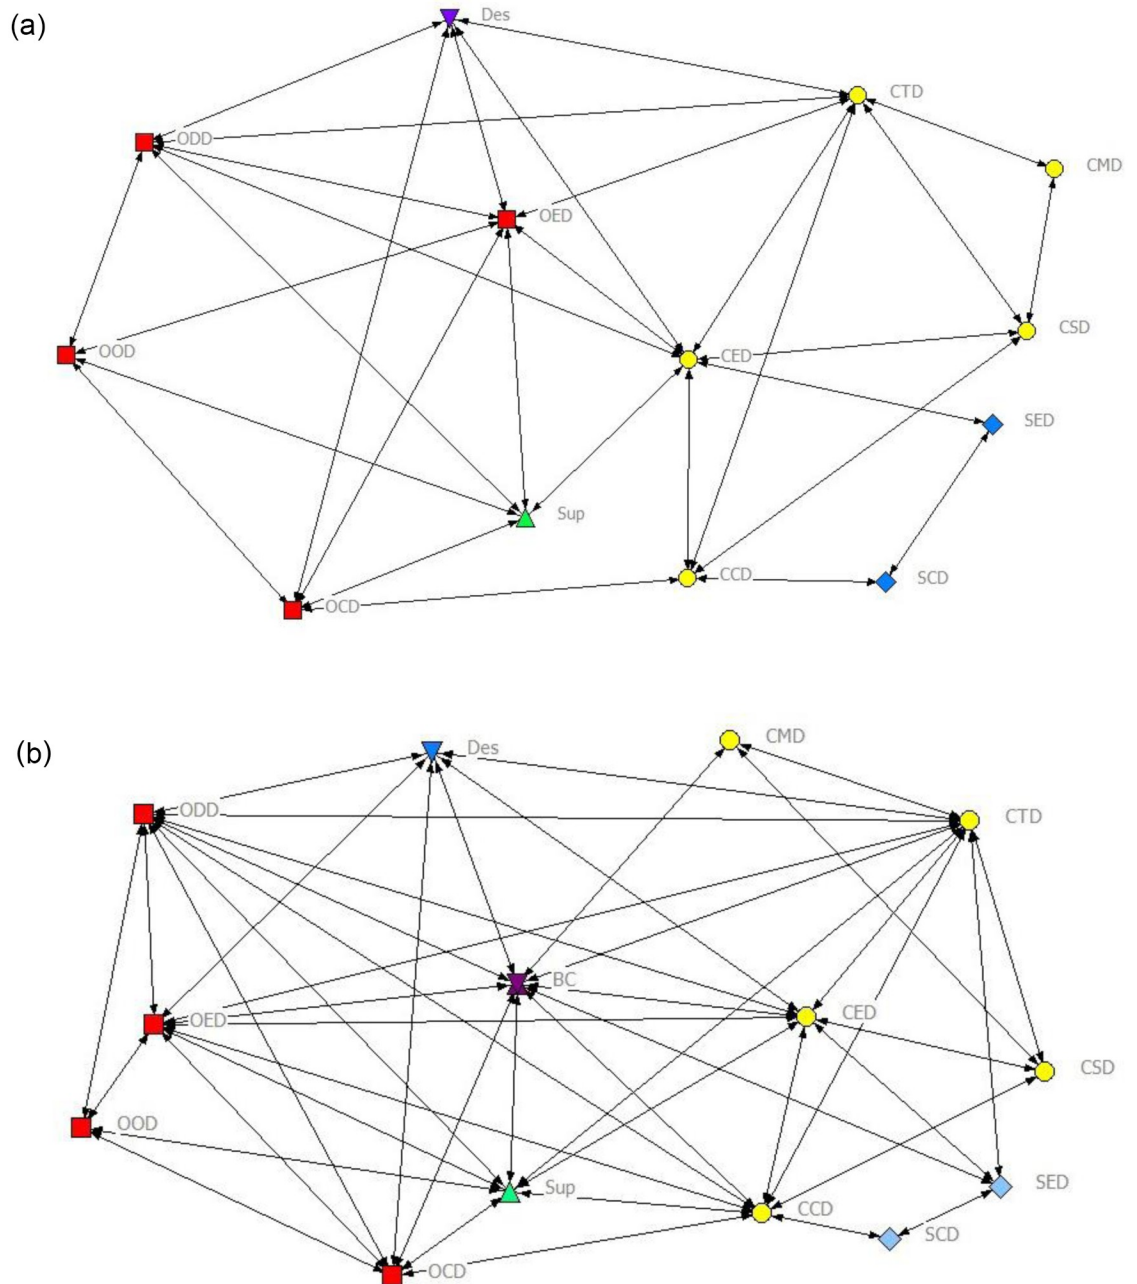 (a)
Des
CTD
ODD
CMD
OED
CSD
OOD
CED
SED
Sup
CCD
SCD
OCD
(b)
Des
CMD
ODD
CTD
BC
CED
OED
CSD
OOD
SED
Sup
CCD
SCD
OCD